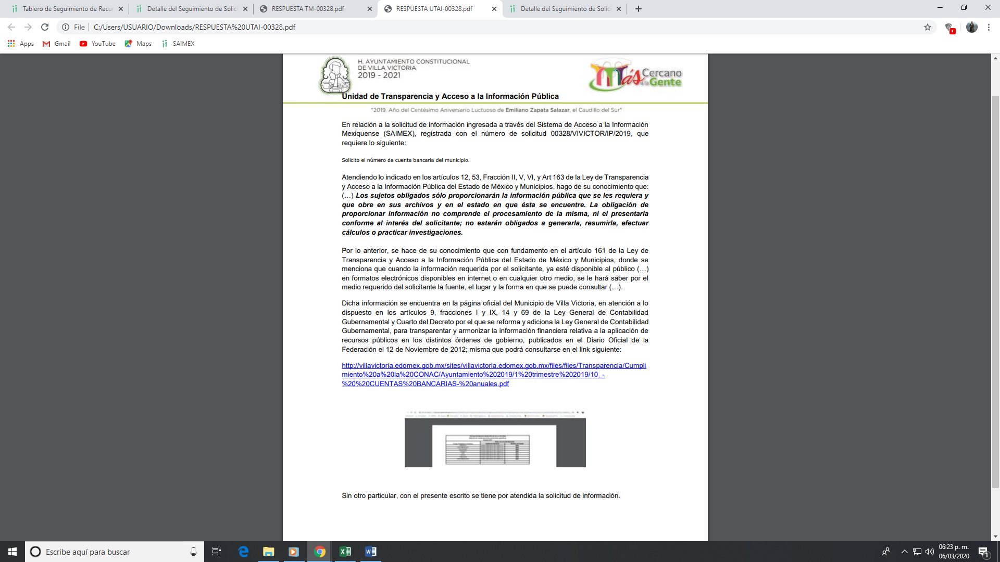 Tablero de Seguimiento de Recur
Detalle del Seguimiento de Solici
RESPUESTA TM-00328.pdf
RESPUESTA UTAI-00328.pdf
Detalle del Seguimiento de Solici
File
C:/Users/USUARIO/Downloads/RESPUESTA%20UTAI-00328.pdf
Apps
Gmail
YouTube
Maps
SAIMEX
H. AYUNTAMIENTO CONSTITUCIONAL
DE VILLA VICTORIA
2019 - 2021
Más Cercano
a la Gente
Unidad de Transparencia y Acceso a la Información Pública
"2019. Año del Centésimo Aniversario Luctuoso de Emiliano Zapata Salazar, el Caudillo del Sur"
En relación a la solicitud de información ingresada a través del Sistema de Acceso a la Información
Mexiquense (SAIMEX), registrada con el número de solicitud 00328/VIVICTOR/IP/2019, que
requiere lo siguiente:
Solicito el número de cuenta bancaria del municipio.
Atendiendo lo indicado en los artículos 12, 53, Fracción II, V, VI, y Art 163 de la Ley de Transparencia
y Acceso a la Información Pública del Estado de México y Municipios, hago de su conocimiento que:
(…) Los sujetos obligados sólo proporcionarán la información pública que se les requiera y
que obre en sus archivos y en el estado en que ésta se encuentre. La obligación de
proporcionar información no comprende el procesamiento de la misma, ni el presentarla
conforme al interés del solicitante; no estarán obligados a generarla, resumirla, efectuar
cálculos o practicar investigaciones.
Por lo anterior, se hace de su conocimiento que con fundamento en el artículo 161 de la Ley de
Transparencia y Acceso a la Información Pública del Estado de México y Municipios, donde se
menciona que cuando la información requerida por el solicitante, ya esté disponible al público (…)
en formatos electrónicos disponibles en internet o en cualquier otro medio, se le hará saber por el
medio requerido del solicitante la fuente, el lugar y la forma en que se puede consultar (…).
Dicha información se encuentra en la página oficial del Municipio de Villa Victoria, en atención a lo
dispuesto en los artículos 9, fracciones I y IX, 14 y 69 de la Ley General de Contabilidad
Gubernamental y Cuarto del Decreto por el que se reforma y adiciona la Ley General de Contabilidad
Gubernamental, para transparentar y armonizar la información financiera relativa a la aplicación de
recursos públicos en los distintos órdenes de gobierno, publicados en el Diario Oficial de la
Federación el 12 de Noviembre de 2012; misma que podrá consultarse en el link siguiente:
http://villavictoria.edomex.gob.mx/sites/villavictoria.edomex.gob.mx/files/files/Transparencia/Cumpli
miento%20a%20la%20CONAC/Ayuntamiento%202019/1%20trimestre%202019/10_-
%20%20CUENTAS%20BANCARIAS-%20anuales.pdf
Sin otro particular, con el presente escrito se tiene por atendida la solicitud de información.
Escribe aquí para buscar
06:23 p. m.
06/03/2020
1